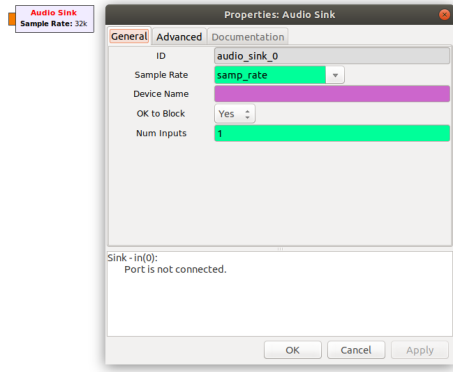 Audio Sink
Sample Rate: 32k
Properties: Audio Sink
General Advanced Documentation
ID audio_sink_0
Sample Rate samp_rate
Device Name
OK to Block Yes
Num Inputs 1
Sink - in(0):
Port is not connected.
OK Cancel Apply